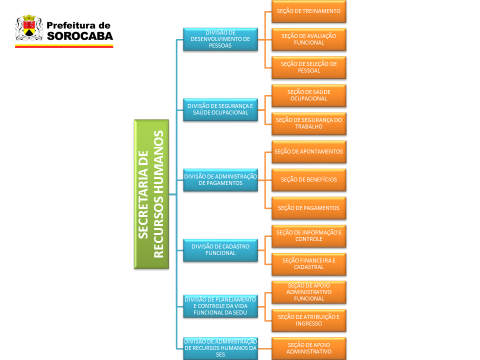 Prefeitura de
SOROCABA
SECRETARIA DE
RECURSOS HUMANOS
DIVISÃO DE
DESENVOLVIMENTO DE
PESSOAS
SEÇÃO DE TREINAMENTO
SEÇÃO DE AVALIAÇÃO
FUNCIONAL
SEÇÃO DE SELEÇÃO DE
PESSOAL
DIVISÃO DE SEGURANÇA E
SAÚDE OCUPACIONAL
SEÇÃO DE SAÚDE
OCUPACIONAL
SEÇÃO DE SEGURANÇA DO
TRABALHO
DIVISÃO DE ADMINISTRAÇÃO
DE PAGAMENTOS
SEÇÃO DE APONTAMENTOS
SEÇÃO DE BENEFÍCIOS
SEÇÃO DE PAGAMENTOS
DIVISÃO DE CADASTRO
FUNCIONAL
SEÇÃO DE INFORMAÇÃO E
CONTROLE
SEÇÃO FINANCEIRA E
CADASTRAL
DIVISÃO DE PLANEJAMENTO
E CONTROLE DA VIDA
FUNCIONAL DA SEDU
SEÇÃO DE APOIO
ADMINISTRATIVO
FUNCIONAL
SEÇÃO DE ATRIBUIÇÃO E
INGRESSO
DIVISÃO DE ADMINISTRAÇÃO
DE RECURSOS HUMANOS DA
SES
SEÇÃO DE APOIO
ADMINISTRATIVO